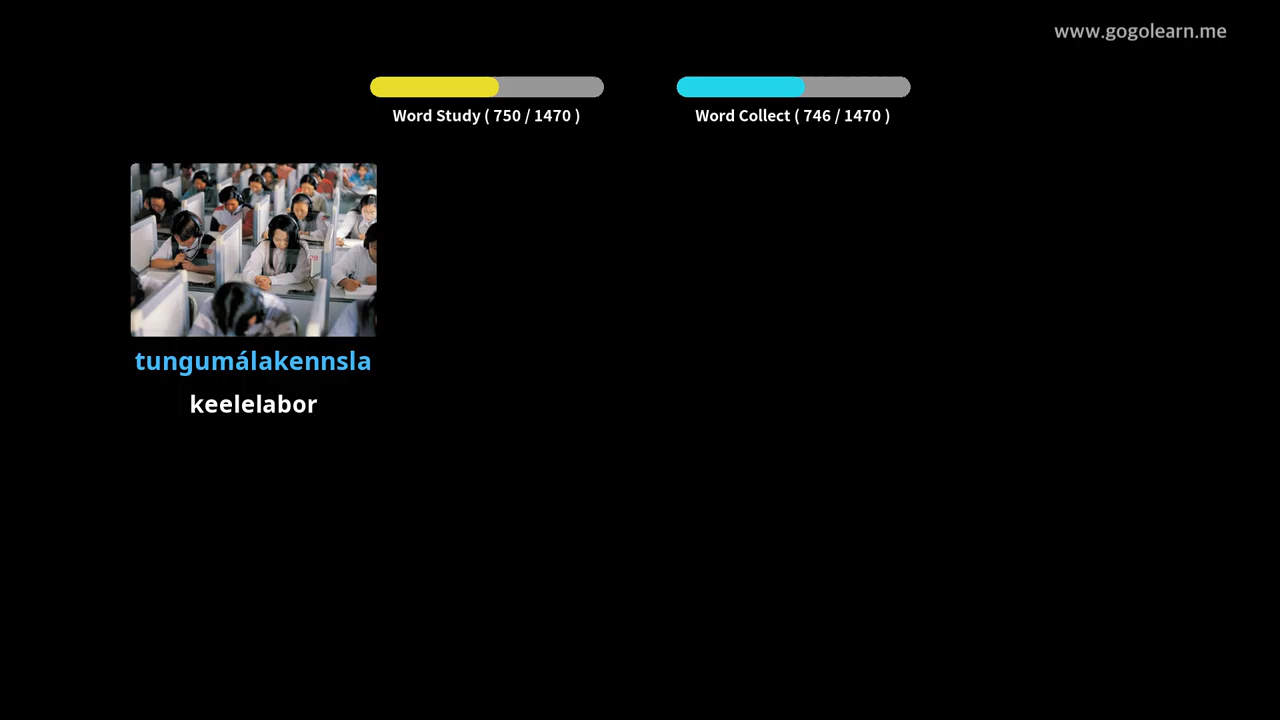 www.gogolearn.me
Word Study ( 750 / 1470 )
Word Collect ( 746 / 1470 )
tungumálakennsla
keelelabor